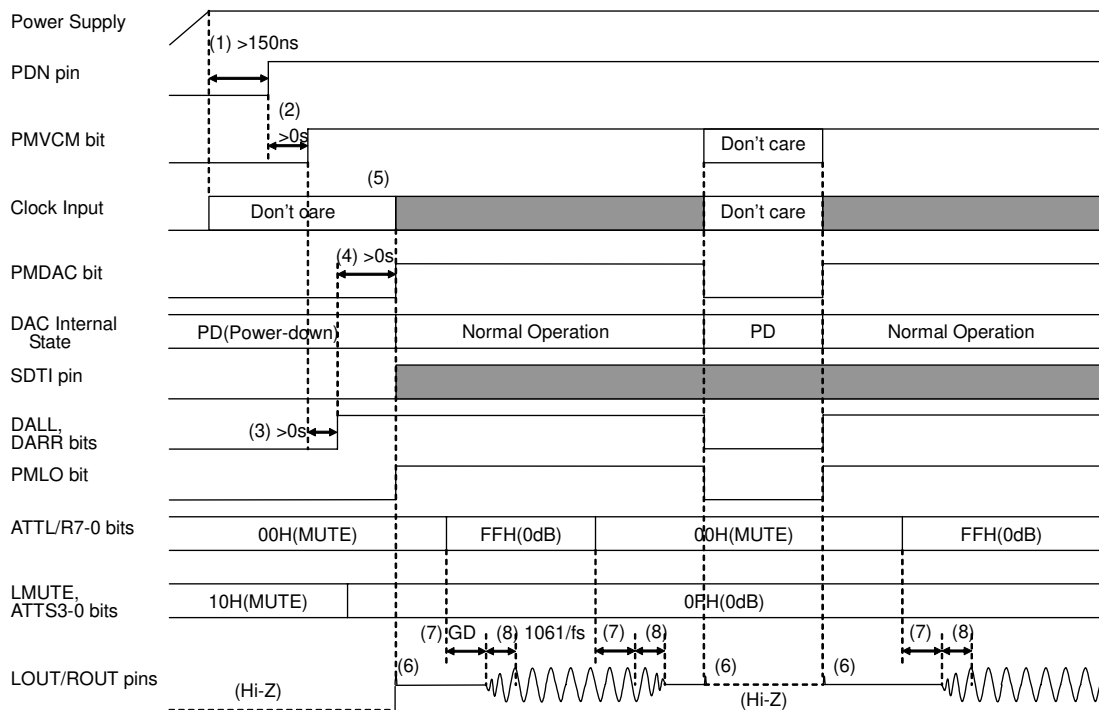 Power Supply
(1) >150ns
PDN pin
(2)
>0s
PMVCM bit
Don't care
(5)
Clock Input
Don't care
Don't care
(4) >0s
PMDAC bit
DAC Internal
State
PD(Power-down)
Normal Operation
PD
Normal Operation
SDTI pin
DALL,
DARR bits
(3) >0s
PMLO bit
ATTL/R7-0 bits
00H(MUTE)
FFH(0dB)
00H(MUTE)
FFH(0dB)
LMUTE,
ATTS3-0 bits
10H(MUTE)
0FH(0dB)
(7) GD
(8)
1061/fs
(7)
(8)
(7)
(8)
LOUT/ROUT pins
(6)
(6)
(6)
(Hi-Z)
(Hi-Z)